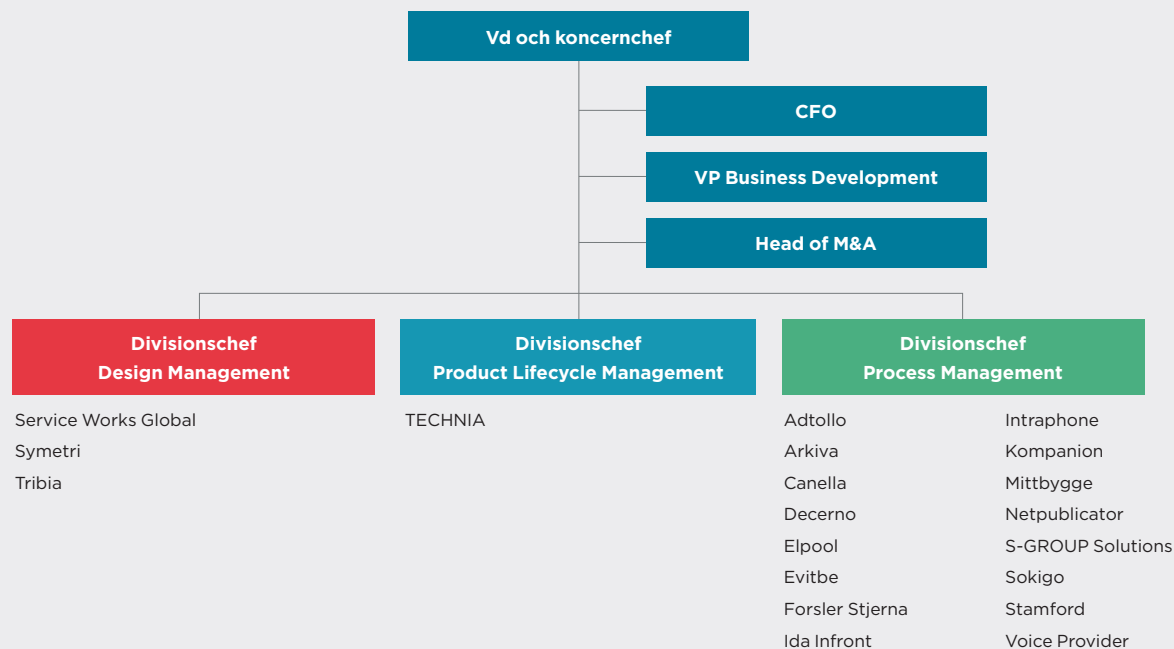 Vd och koncernchef
CFO
VP Business Development
Head of M&A
Divisionschef
Design Management
Service Works Global
Symetri
Tribia
Divisionschef
Product Lifecycle Management
TECHNIA
Divisionschef
Process Management
Adtollo
Arkiva
Canella
Decerno
Elpool
Evitbe
Forsler Stjerna
Ida Infront
Intraphone
Kompanion
Mittbygge
Netpublicator
S-GROUP Solutions
Sokigo
Stamford
Voice Provider